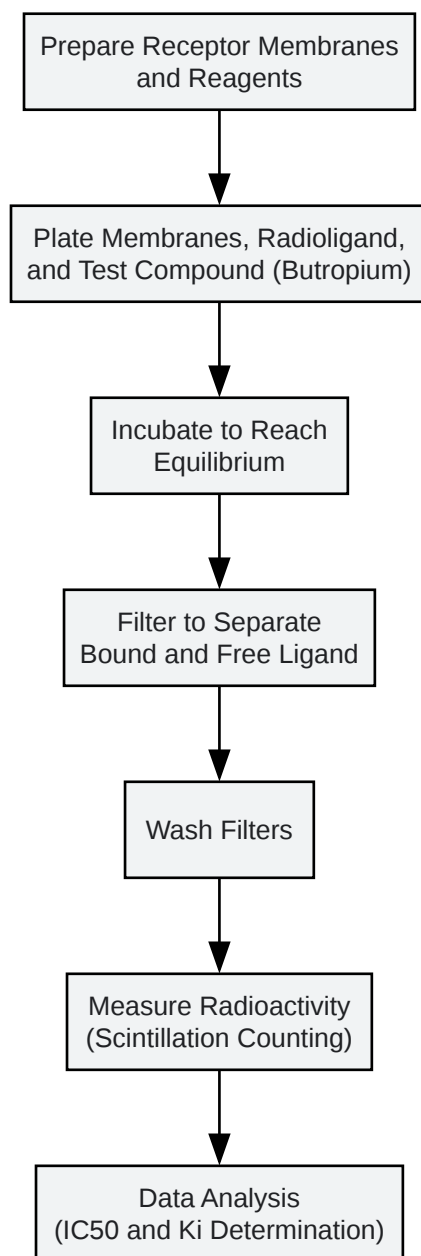 Prepare Receptor Membranes
and Reagents
Plate Membranes, Radioligand,
and Test Compound (Butropium)
Incubate to Reach
Equilibrium
Filter to Separate
Bound and Free Ligand
Wash Filters
Measure Radioactivity
(Scintillation Counting)
Data Analysis
(IC50 and Ki Determination)